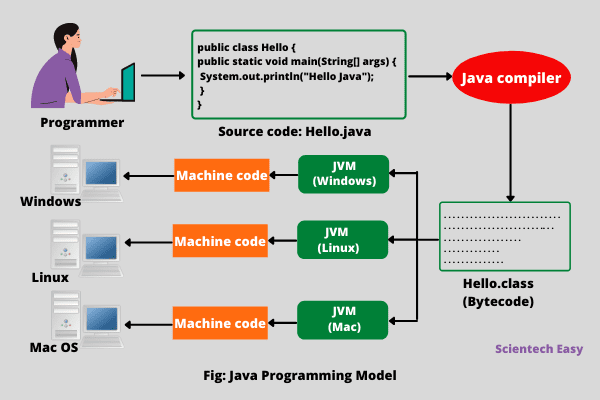 public class Hello {
public static void main(String[] args) {
System.out.println("Hello Java");
}
}
Programmer
Source code: Hello.java
Java compiler
Windows
Machine code
JVM
(Windows)
Linux
Machine code
JVM
(Linux)
Mac OS
Machine code
JVM
(Mac)
Hello.class
(Bytecode)
Scientech Easy
Fig: Java Programming Model